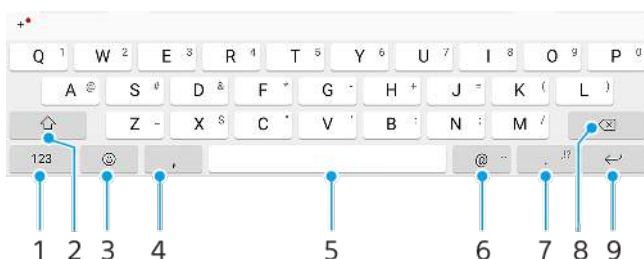 +
Q 1 W 2 E 3 R 4 T 5 Y 6 U 7 I 8 O 9 P 0
A @ S # D & F * G - H + J = K ( L )
Z - X $ C " V ' B : N ; M /
123 , @ . !?
1 2 3 4 5 6 7 8 9